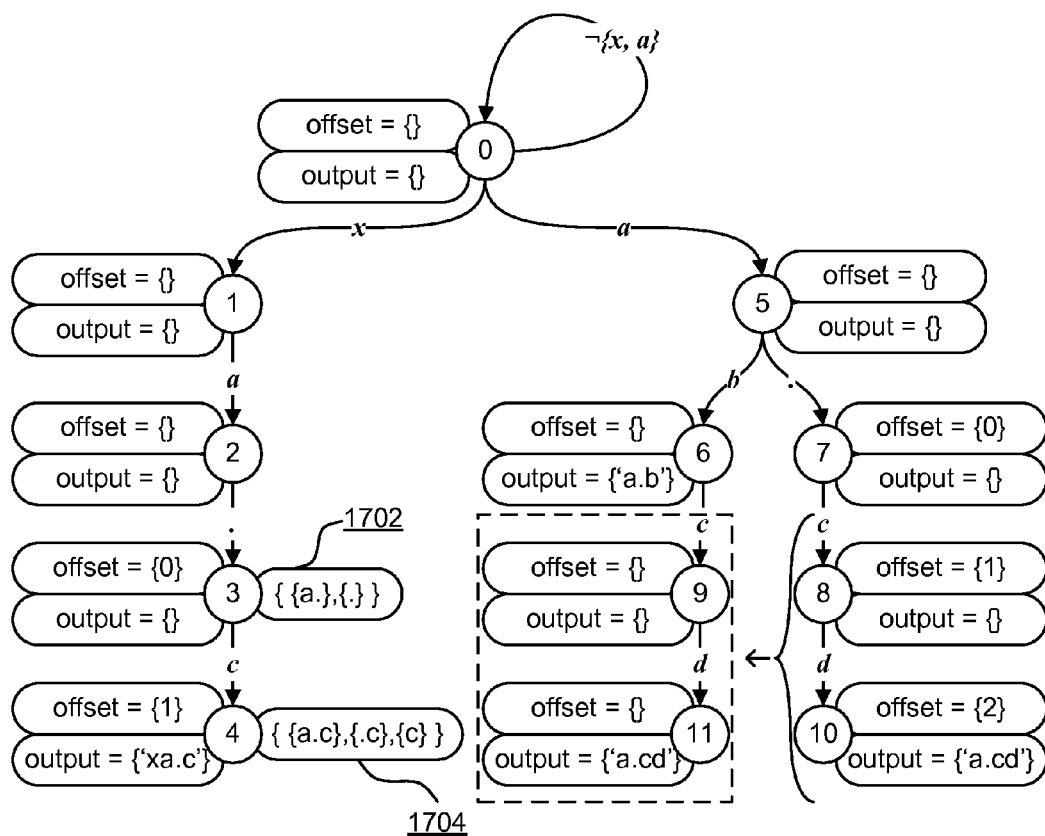 ¬{x, a}
offset = {}
0
output = {}
x
a
offset = {}
1
output = {}
offset = {}
5
output = {}
a
b
.
offset = {}
2
output = {}
offset = {}
6
output = {‘a.b’}
offset = {0}
7
output = {}
.
1702
c
c
offset = {0}
3
output = {}
{ {a.},{.} }
offset = {}
9
output = {}
offset = {1}
8
output = {}
c
d
d
offset = {1}
4
output = {‘xa.c’}
{ {a.c},{.c},{c} }
offset = {}
11
output = {‘a.cd’}
offset = {2}
10
output = {‘a.cd’}
1704